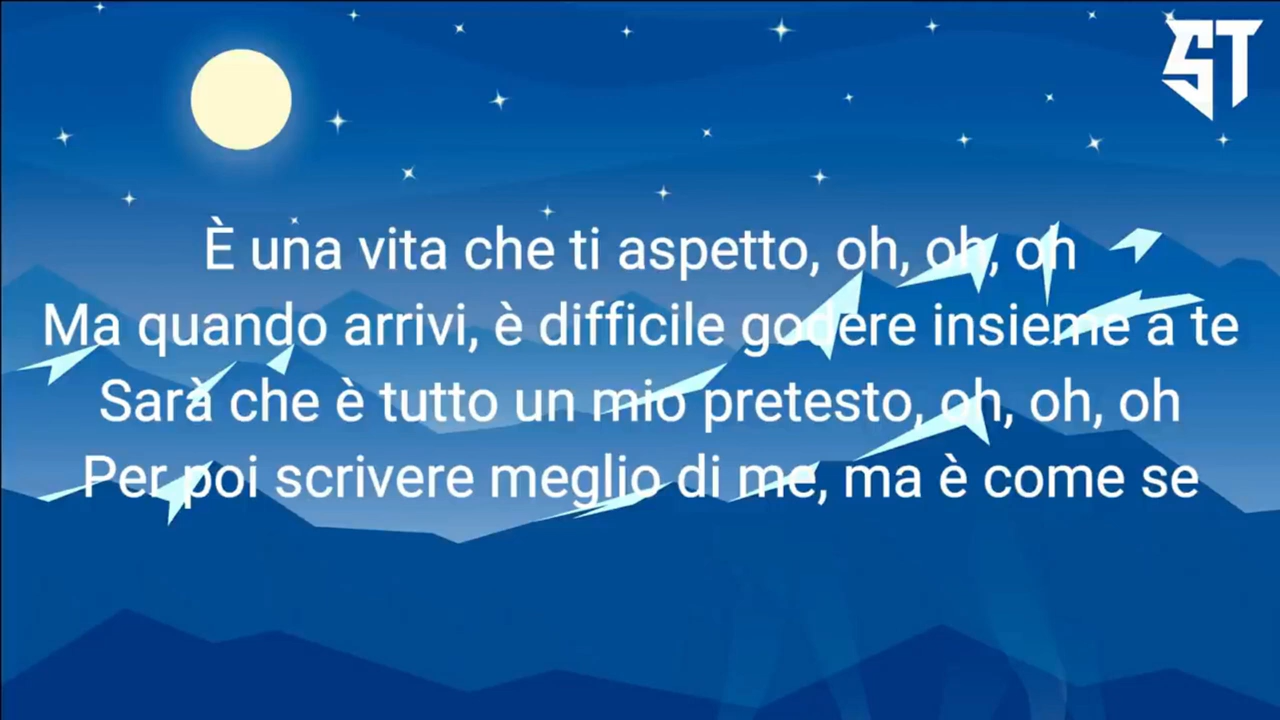 ST
È una vita che ti aspetto, oh, oh, oh
Ma quando arrivi, è difficile godere insieme a te
Sarà che è tutto un mio pretesto, oh, oh, oh
Per poi scrivere meglio di me, ma è come se